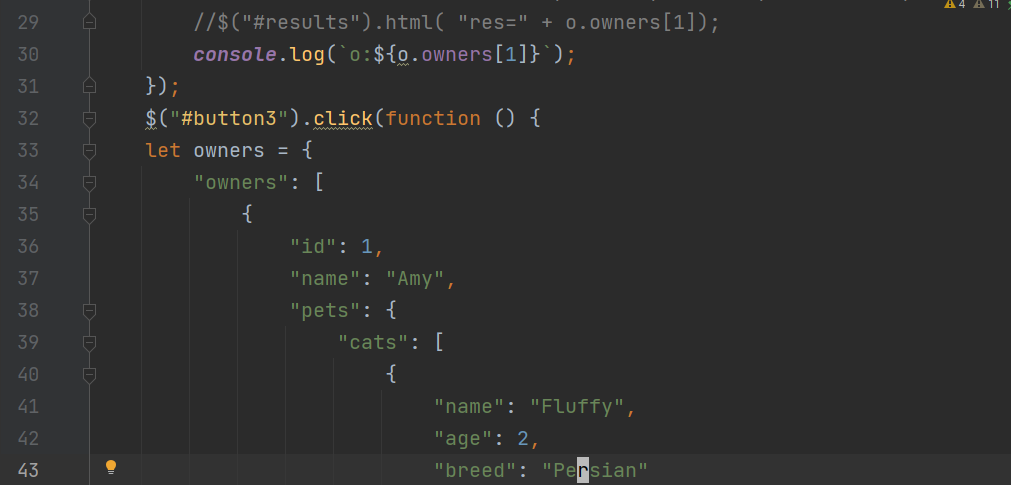 4 11
29 //$("#results").html( "res=" + o.owners[1]);
30 console.log(`o:${o.owners[1]}`);
31 });
32 $("#button3").click(function () {
33 let owners = {
34 "owners": [
35 {
36 "id": 1,
37 "name": "Amy",
38 "pets": {
39 "cats": [
40 {
41 "name": "Fluffy",
42 "age": 2,
43 "breed": "Persian"